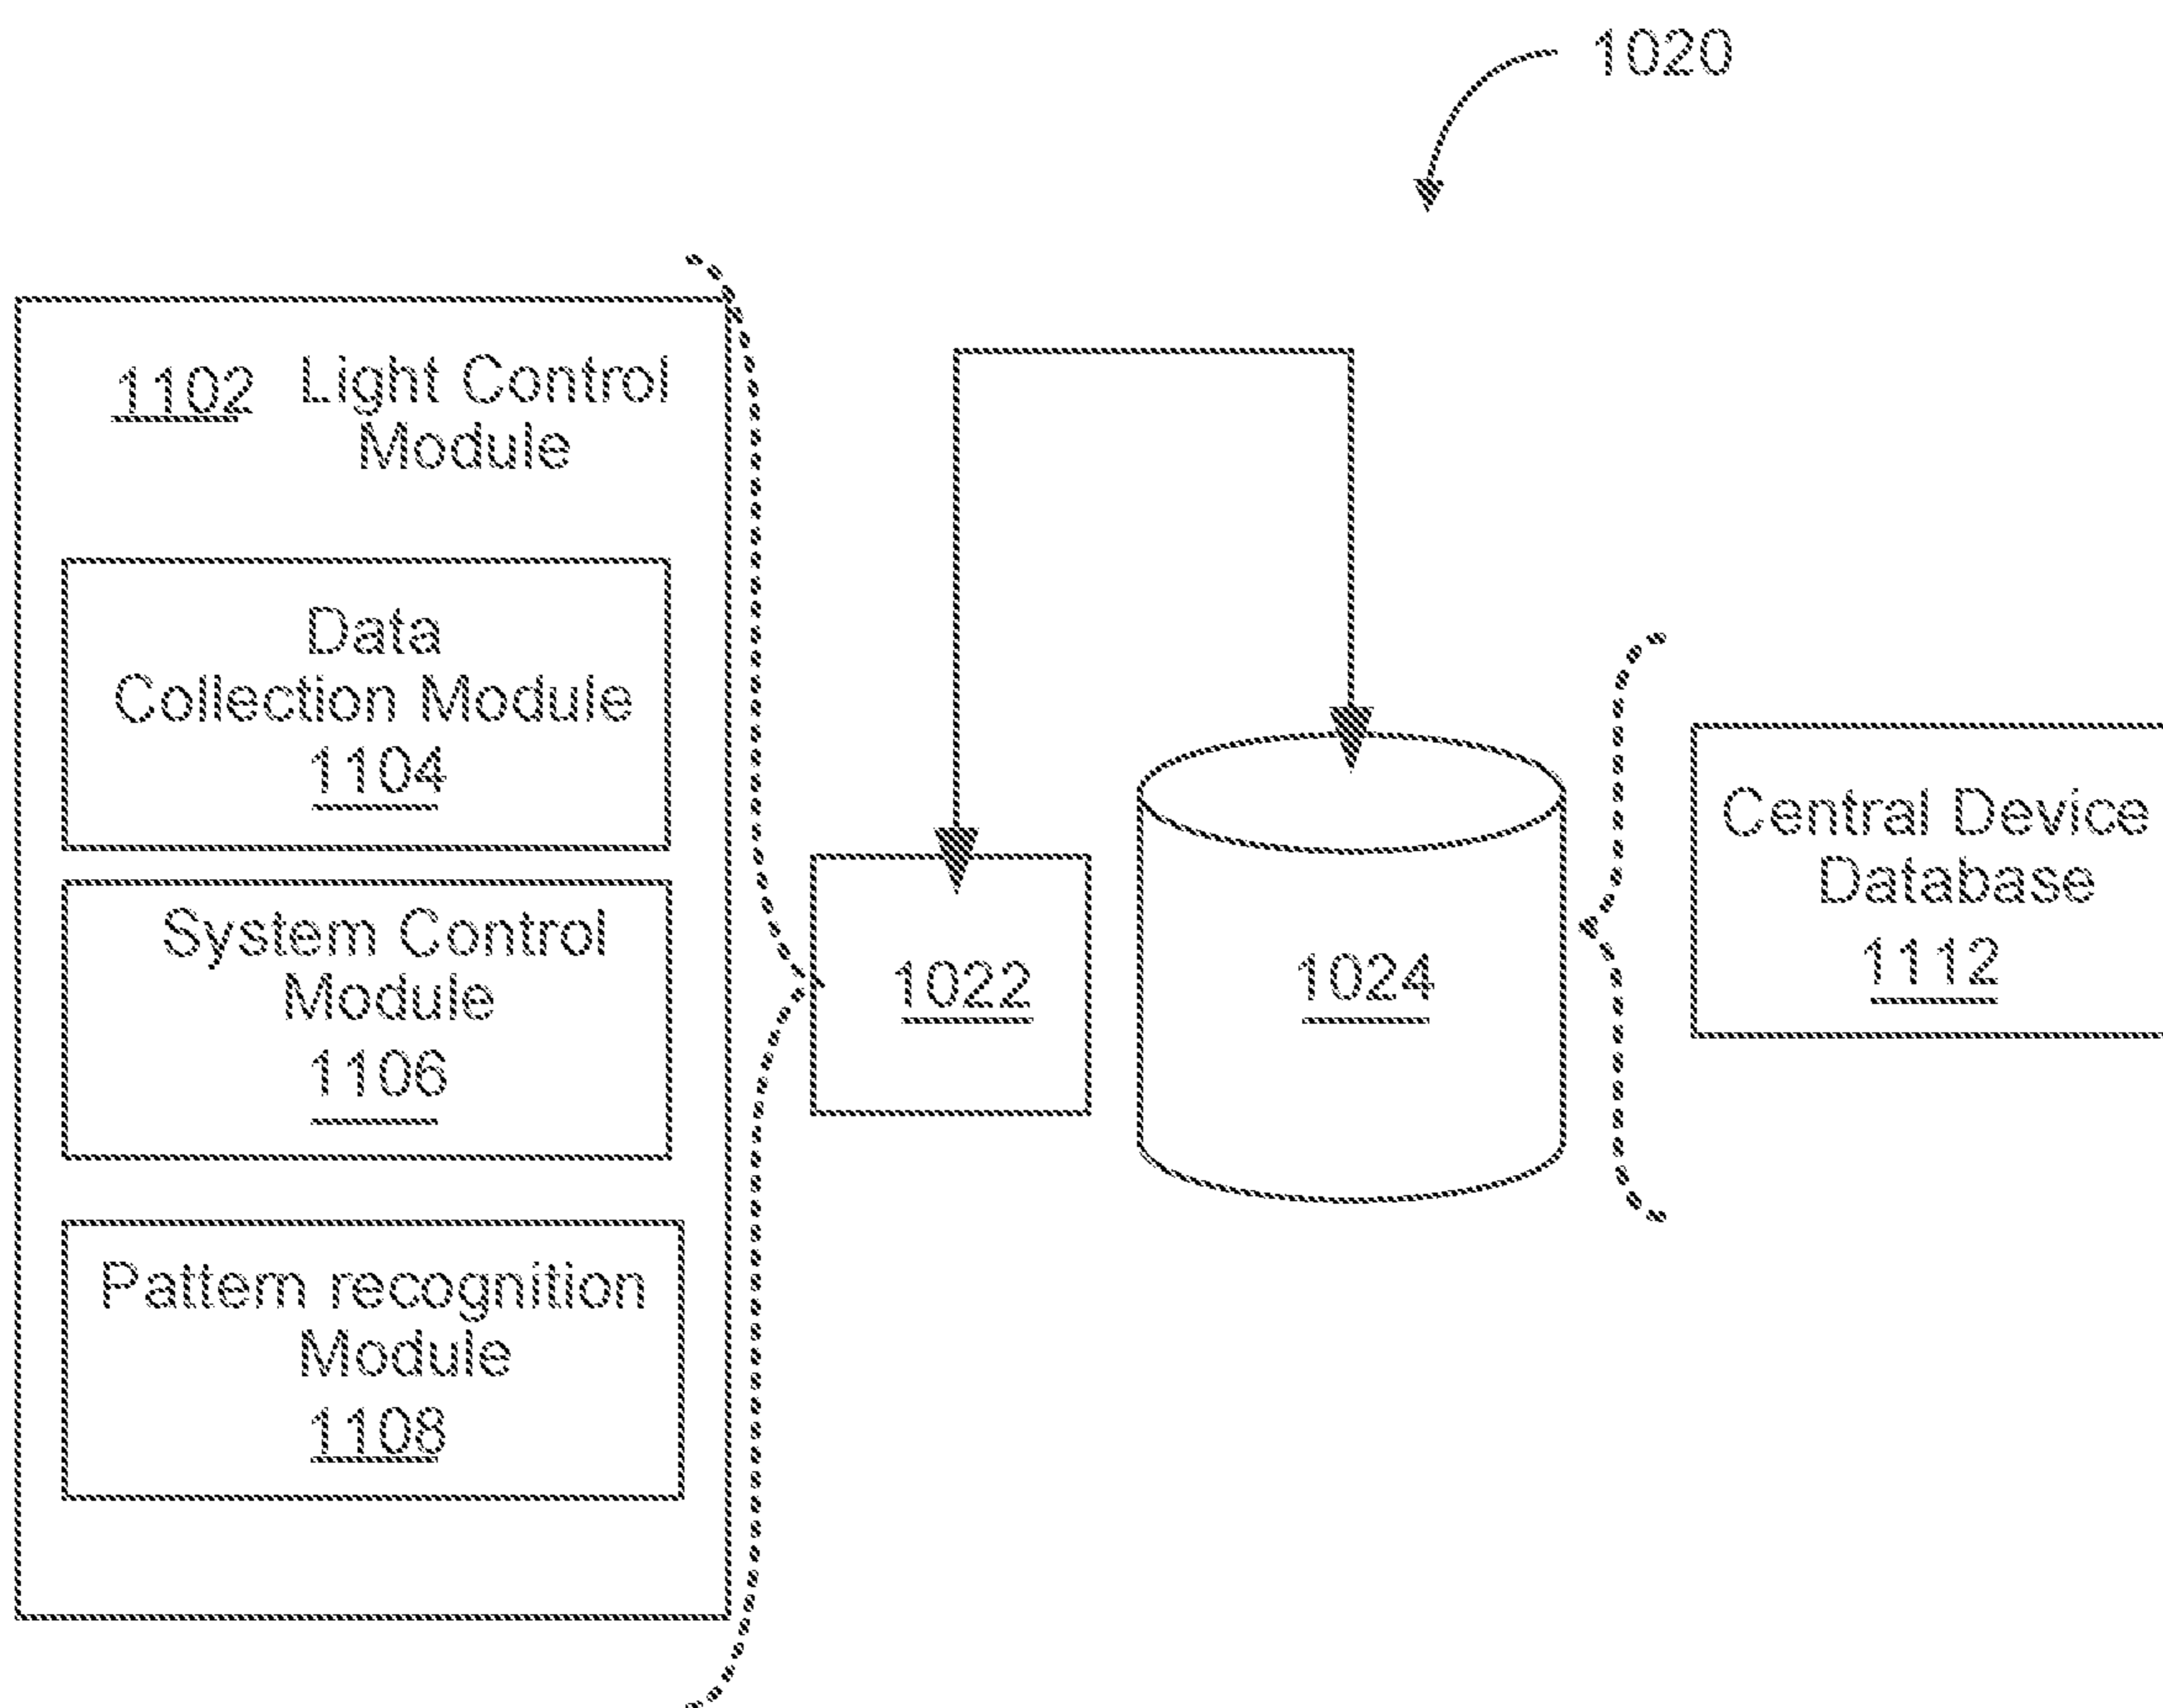 1020
1102 Light Control
Module
Data
Collection Module
1104
System Control
Module
1106
Pattern recognition
Module
1108
1022
1024
Central Device
Database
1112